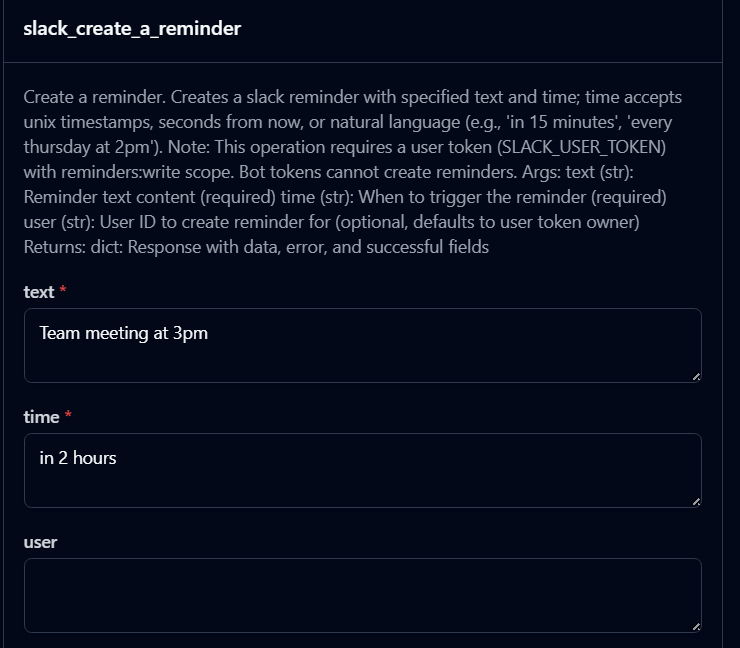 slack_create_a_reminder
Create a reminder. Creates a slack reminder with specified text and time; time accepts
unix timestamps, seconds from now, or natural language (e.g., 'in 15 minutes', 'every
thursday at 2pm'). Note: This operation requires a user token (SLACK_USER_TOKEN)
with reminders:write scope. Bot tokens cannot create reminders. Args: text (str):
Reminder text content (required) time (str): When to trigger the reminder (required)
user (str): User ID to create reminder for (optional, defaults to user token owner)
Returns: dict: Response with data, error, and successful fields
text *
Team meeting at 3pm
time *
in 2 hours
user